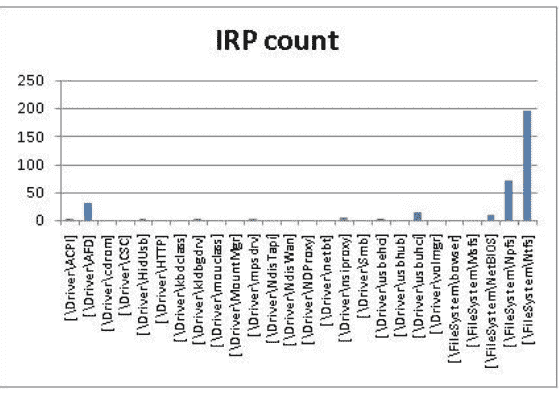 IRP count
250
200
150
100
50
0
[\Driver\ACPI]
[\Driver\AFD]
[\Driver\cdrom]
[\Driver\CSC]
[\Driver\HidUsb]
[\Driver\HTTP]
[\Driver\kbdclass]
[\Driver\kldbgdrv]
[\Driver\mouclass]
[\Driver\MountMgr]
[\Driver\mpsdrv]
[\Driver\NdisTapi]
[\Driver\NdisWan]
[\Driver\NDProxy]
[\Driver\netbt]
[\Driver\nsiproxy]
[\Driver\Smb]
[\Driver\usbehci]
[\Driver\usbhub]
[\Driver\usbuhci]
[\Driver\volmgr]
[\FileSystem\bowser]
[\FileSystem\Msfs]
[\FileSystem\NetBIOS]
[\FileSystem\Npfs]
[\FileSystem\Ntfs]